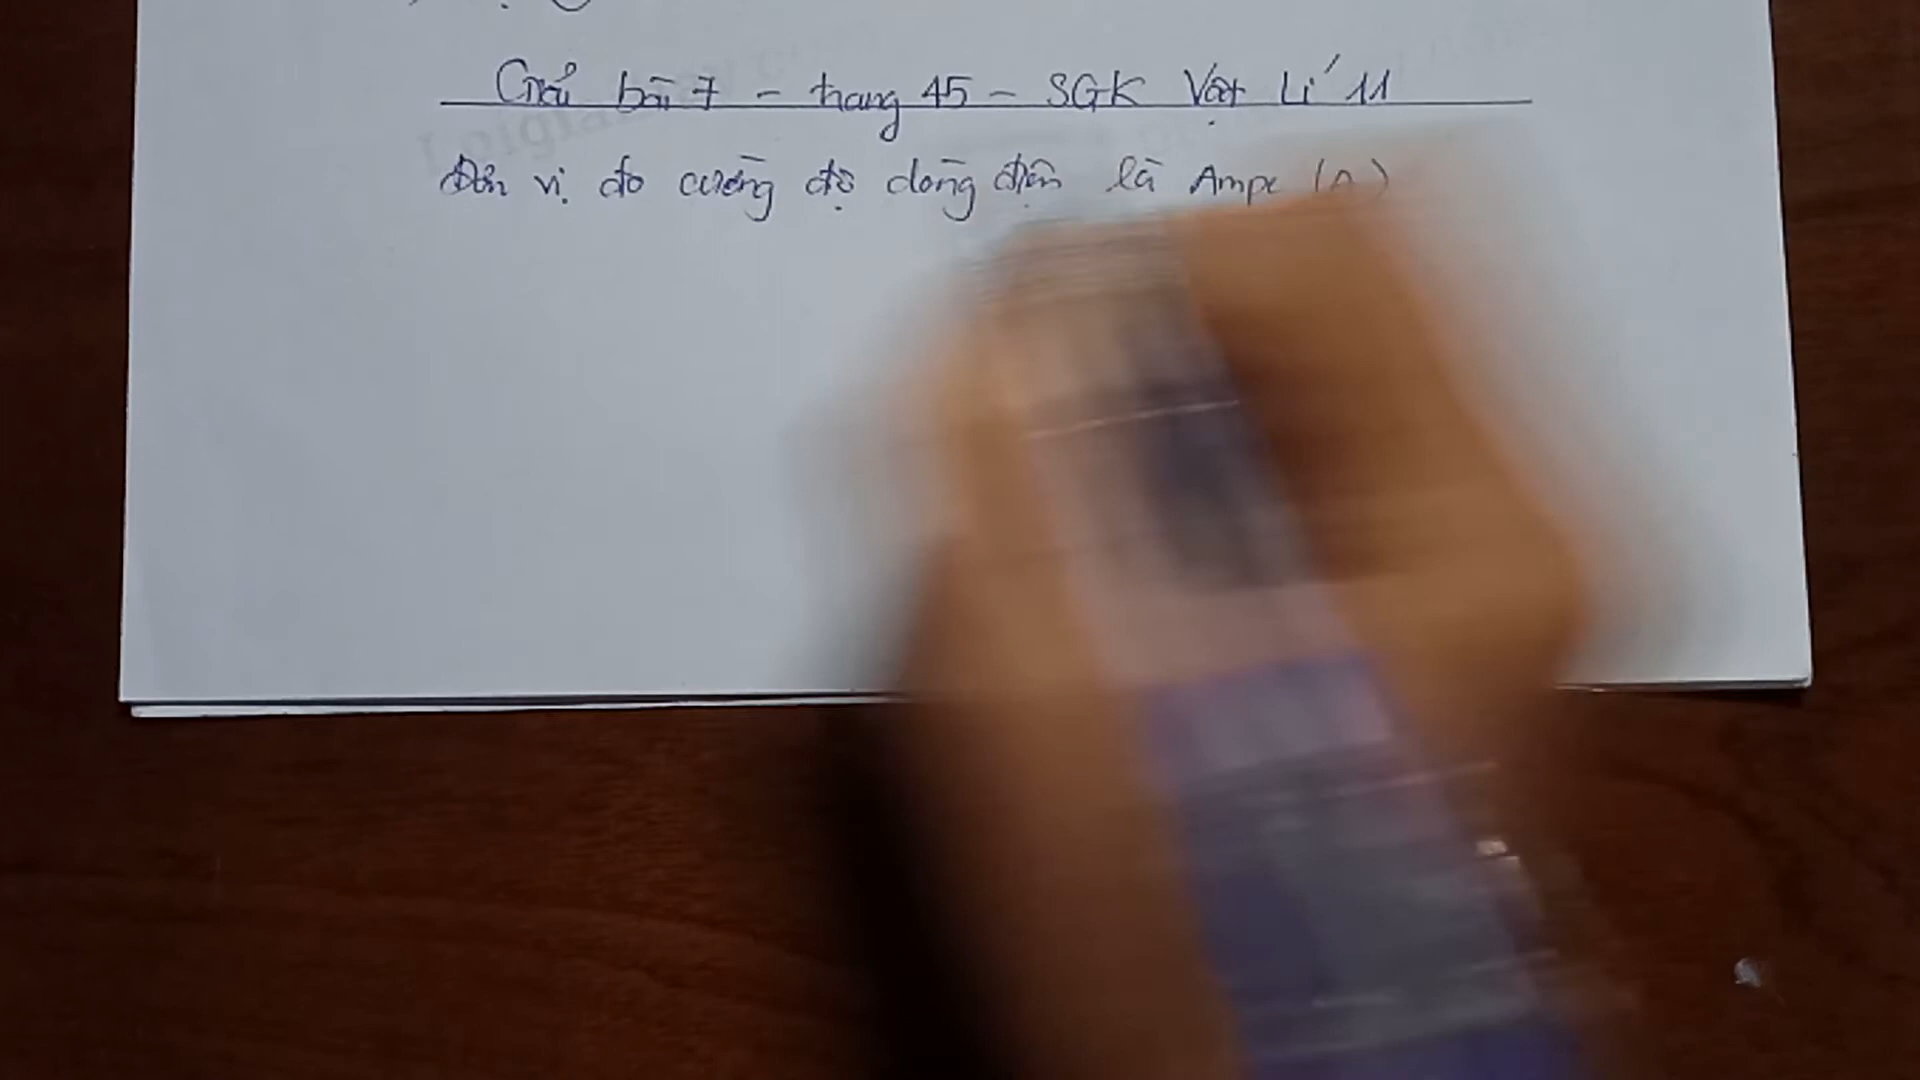 Giải bài 7 - trang 45 - SGK Vật Lí 11
Đơn vị đo cường độ dòng điện là Ampe (A)